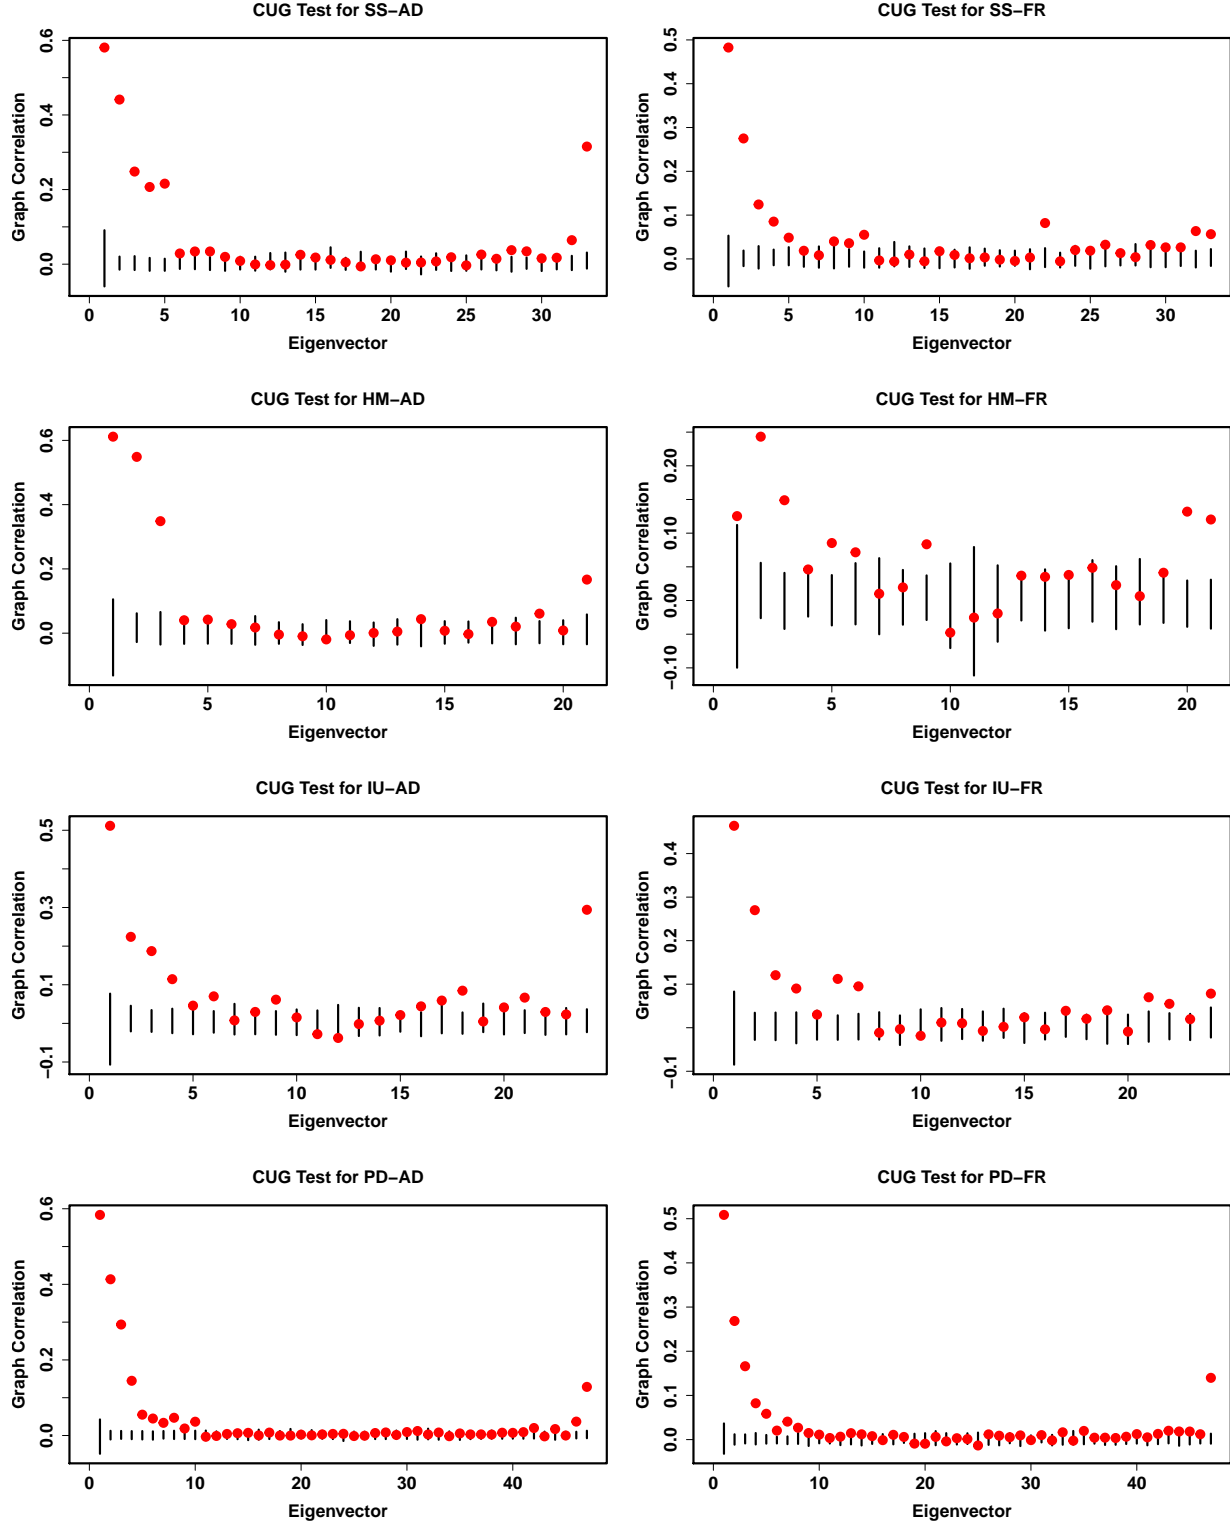 CUG Test for SS−AD
Graph Correlation
0.0 0.2 0.4 0.6
0 5 10 15 20 25 30
Eigenvector
CUG Test for SS−FR
Graph Correlation
0.0 0.1 0.2 0.3 0.4 0.5
0 5 10 15 20 25 30
Eigenvector
CUG Test for HM−AD
Graph Correlation
0.0 0.2 0.4 0.6
0 5 10 15 20
Eigenvector
CUG Test for HM−FR
Graph Correlation
−0.10 0.00 0.10 0.20
0 5 10 15 20
Eigenvector
CUG Test for IU−AD
Graph Correlation
−0.1 0.1 0.3 0.5
0 5 10 15 20
Eigenvector
CUG Test for IU−FR
Graph Correlation
−0.1 0.1 0.2 0.3 0.4
0 5 10 15 20
Eigenvector
CUG Test for PD−AD
Graph Correlation
0.0 0.2 0.4 0.6
0 10 20 30 40
Eigenvector
CUG Test for PD−FR
Graph Correlation
0.0 0.1 0.2 0.3 0.4 0.5
0 10 20 30 40
Eigenvector